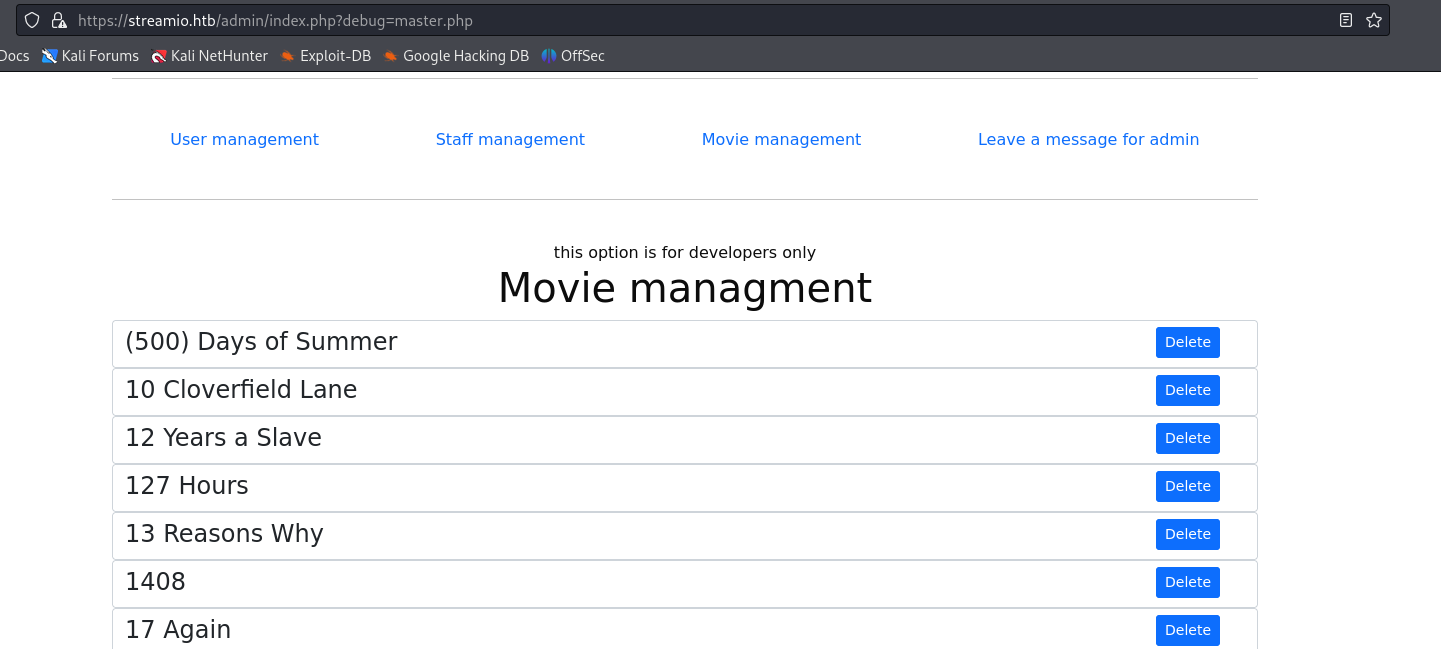 https://streamio.htb/admin/index.php?debug=master.php
Docs Kali Forums Kali NetHunter Exploit-DB Google Hacking DB OffSec
User management Staff management Movie management Leave a message for admin
this option is for developers only
Movie managment
(500) Days of Summer Delete
10 Cloverfield Lane Delete
12 Years a Slave Delete
127 Hours Delete
13 Reasons Why Delete
1408 Delete
17 Again Delete